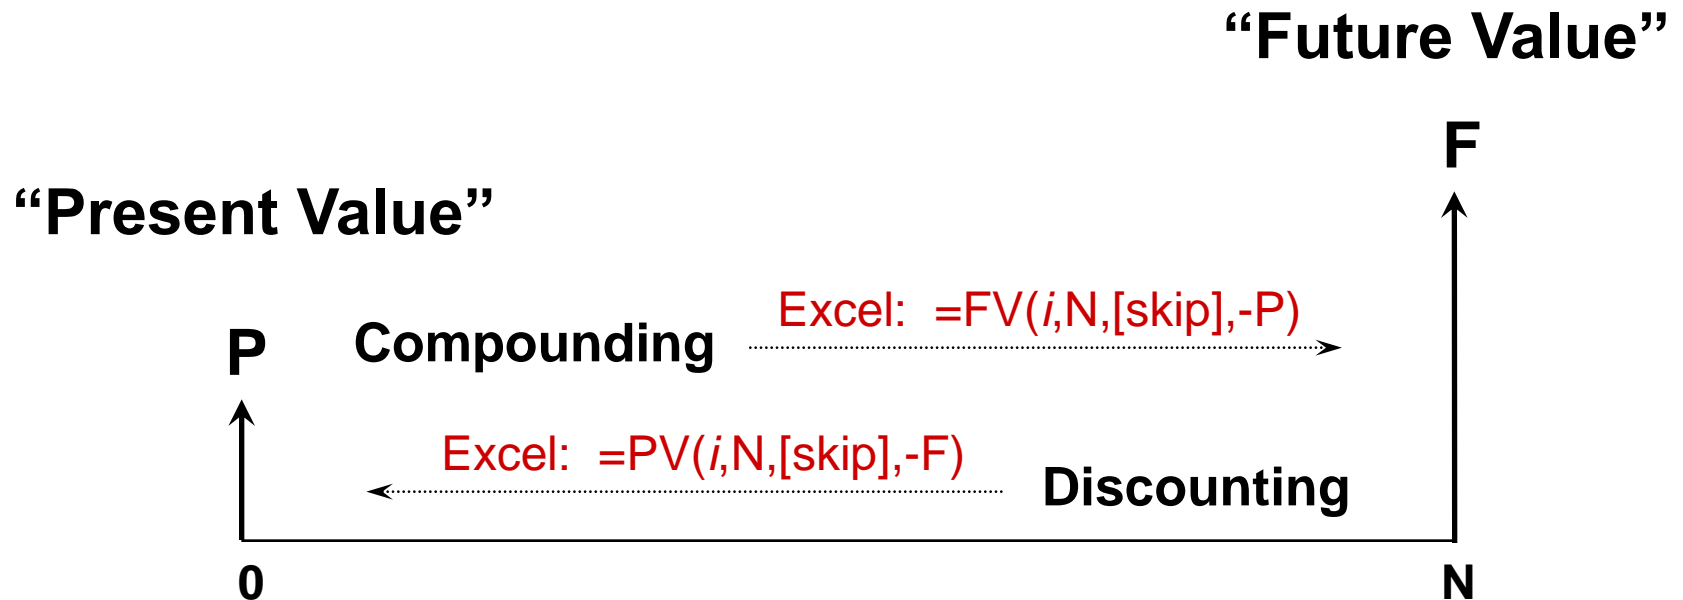 “Future Value”
F
“Present Value”
Excel: =FV(i,N,[skip],-P)
P
Compounding
Excel: =PV(i,N,[skip],-F)
Discounting
0
N